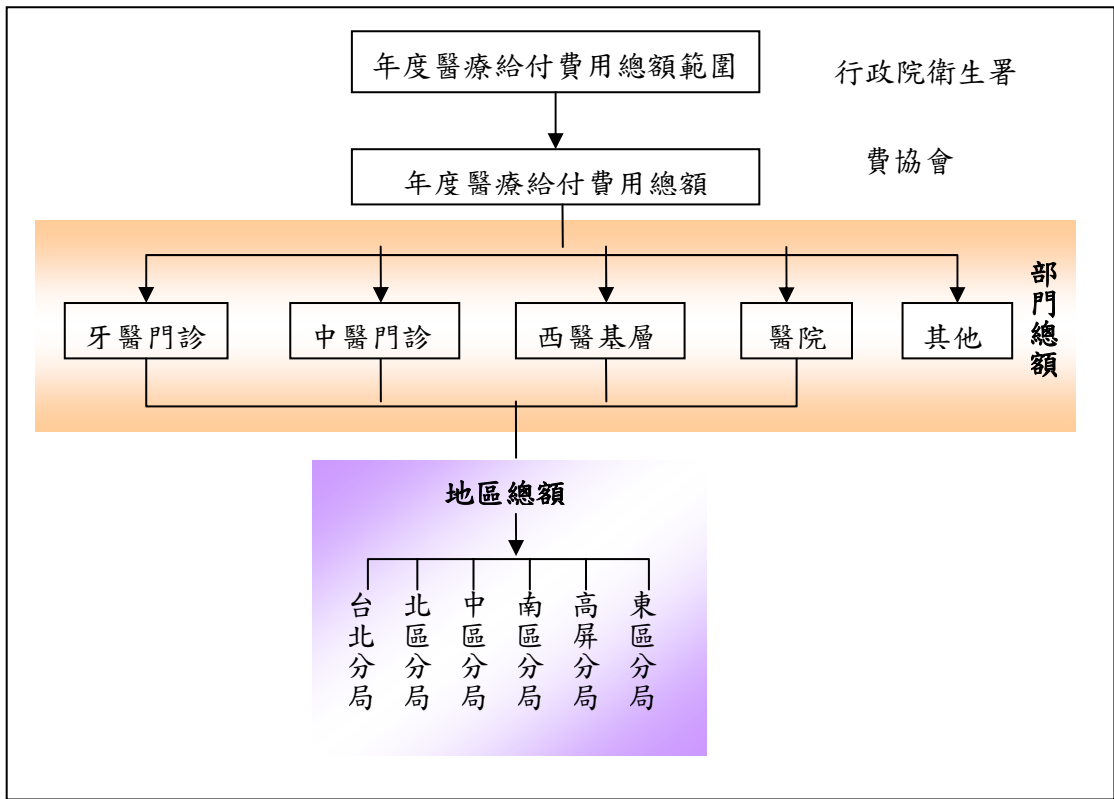 年度醫療給付費用總額範圍
行政院衛生署
年度醫療給付費用總額
費協會
部門總額
牙醫門診
中醫門診
西醫基層
醫院
其他
地區總額
台北分局
北區分局
中區分局
南區分局
高屏分局
東區分局